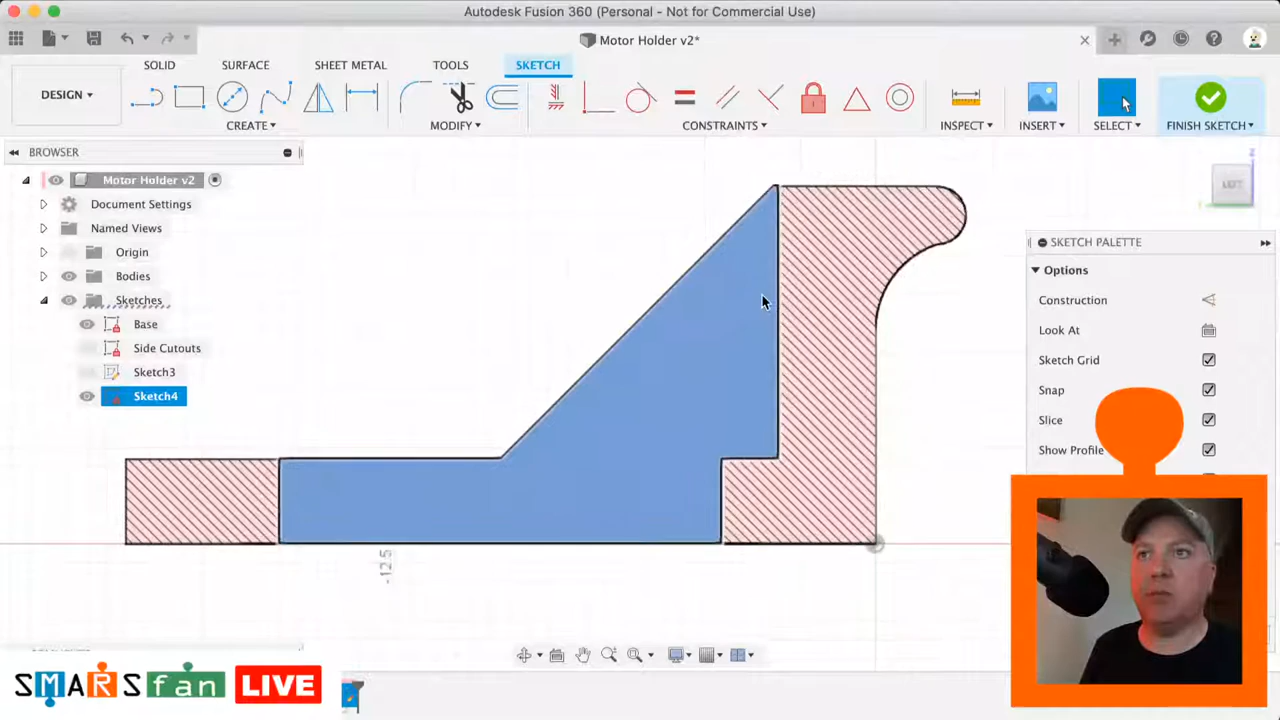 Autodesk Fusion 360 (Personal - Not for Commercial Use)
Motor Holder v2*
SOLID SURFACE SHEET METAL TOOLS SKETCH
DESIGN
CREATE MODIFY CONSTRAINTS INSPECT INSERT SELECT FINISH SKETCH
BROWSER
Motor Holder v2
Document Settings
Named Views
Origin
Bodies
Sketches
Base
Side Cutouts
Sketch3
Sketch4
LEFT
SKETCH PALETTE
Options
Construction
Look At
Sketch Grid
Snap
Slice
Show Profile
-12.5
SMARSfan LIVE